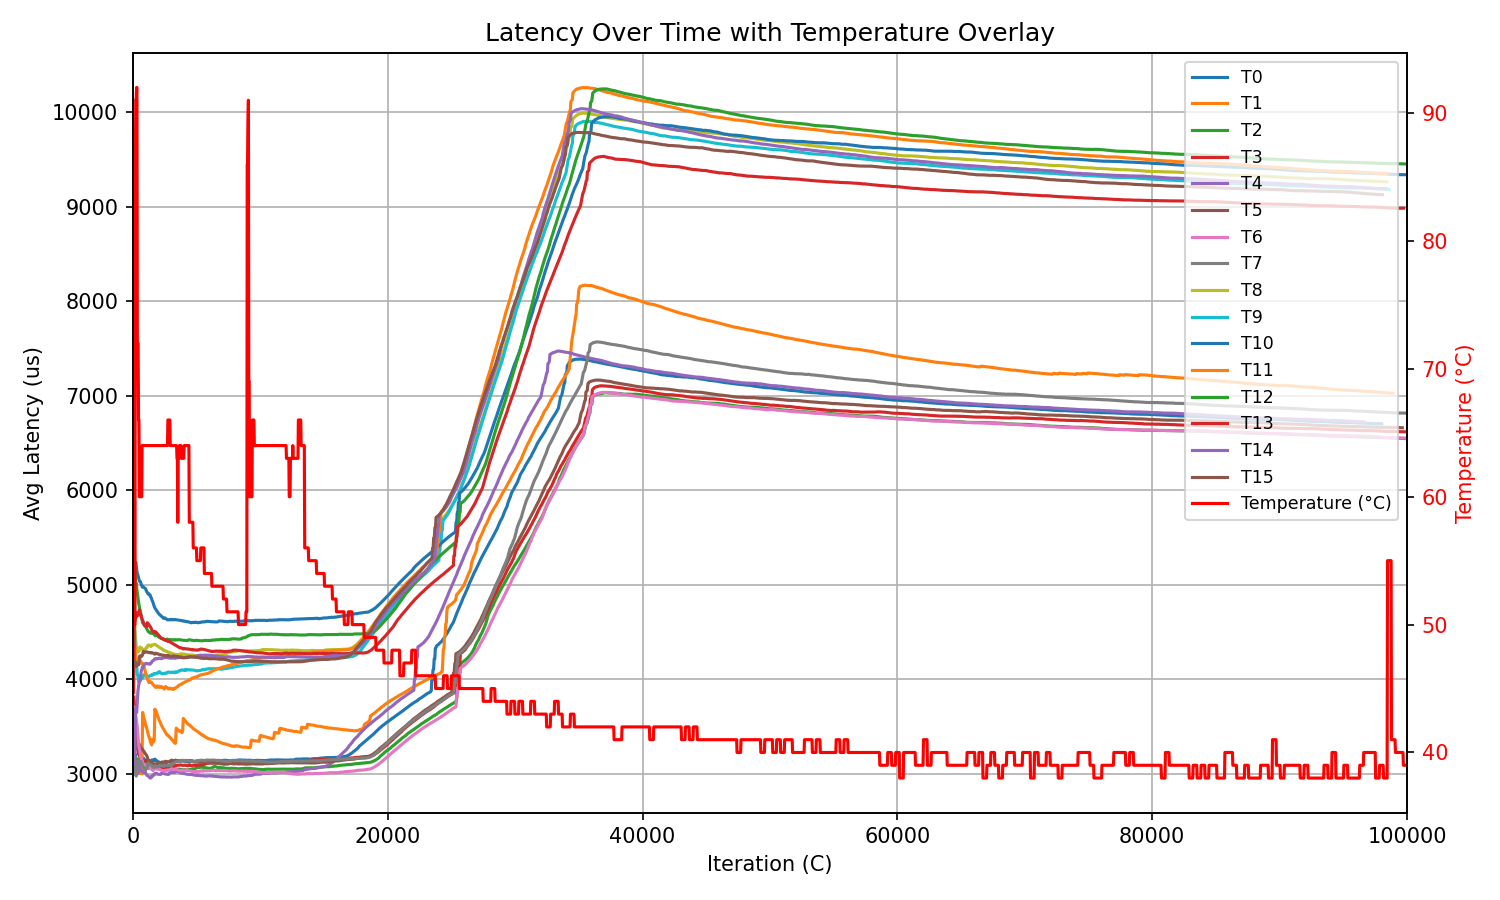 Latency Over Time with Temperature Overlay
Avg Latency (us)
10000
9000
8000
7000
6000
5000
4000
3000
0
20000
40000
60000
80000
100000
Iteration (C)
90
80
70
60
50
40
Temperature (°C)
T0
T1
T2
T3
T4
T5
T6
T7
T8
T9
T10
T11
T12
T13
T14
T15
Temperature (°C)